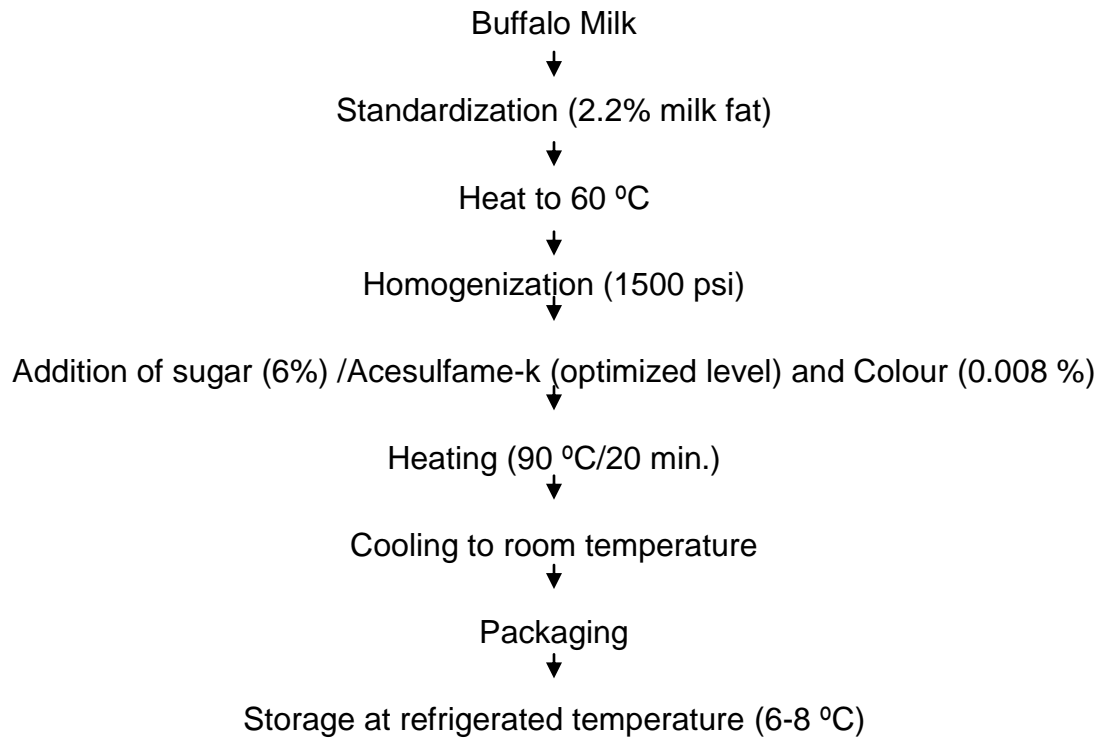 Buffalo Milk
Standardization (2.2% milk fat)
Heat to 60 ºC
Homogenization (1500 psi)
Addition of sugar (6%) /Acesulfame-k (optimized level) and Colour (0.008 %)
Heating (90 ºC/20 min.)
Cooling to room temperature
Packaging
Storage at refrigerated temperature (6-8 ºC)